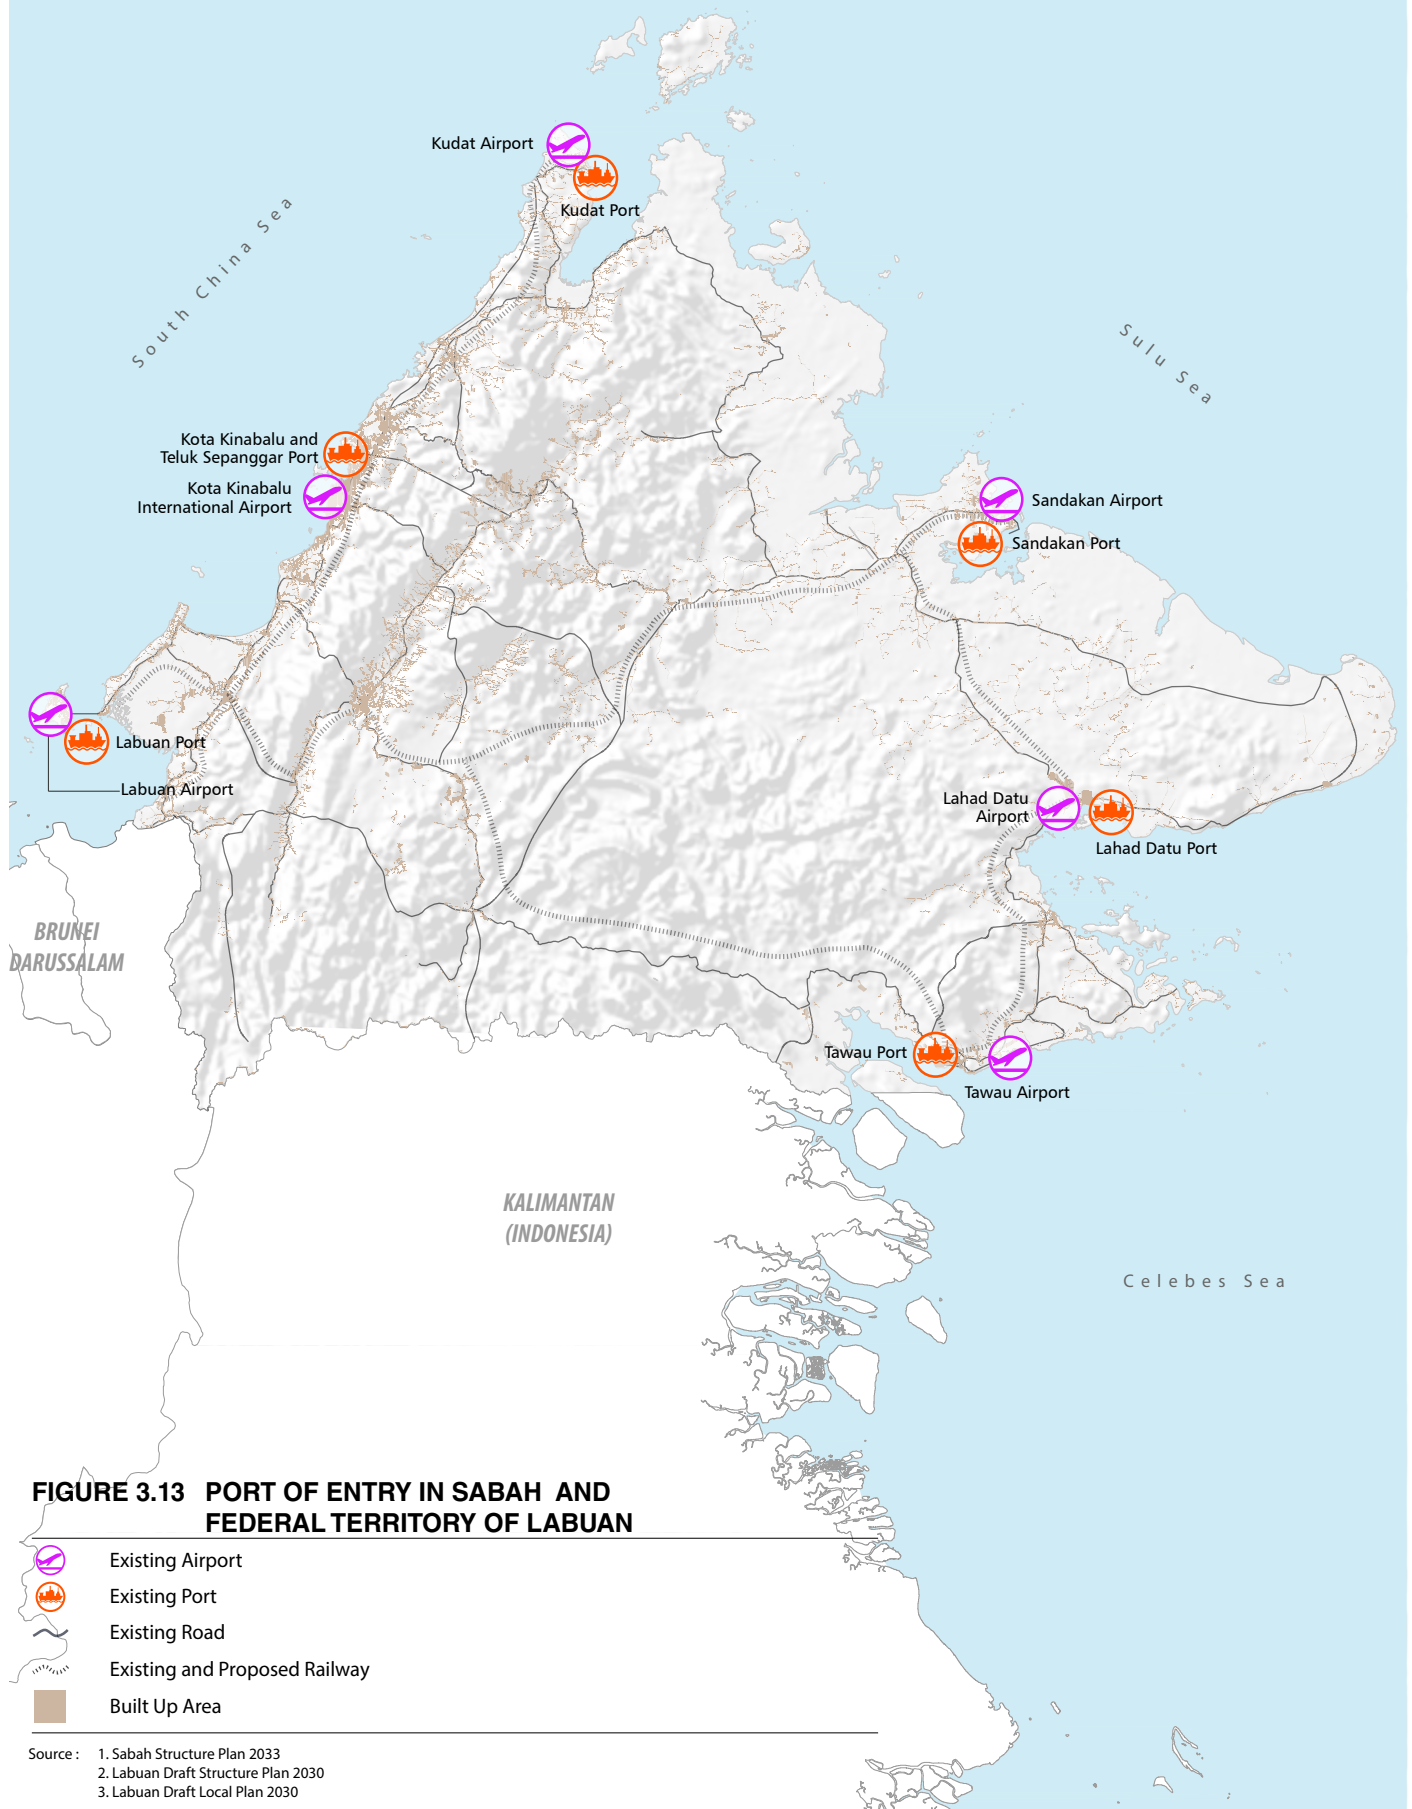 Kudat Airport
Kudat Port
South China Sea
Sulu Sea
Kota Kinabalu and
Teluk Sepanggar Port
Kota Kinabalu
International Airport
Sandakan Airport
Sandakan Port
Labuan Port
Labuan Airport
Lahad Datu
Airport
Lahad Datu Port
BRUNEI
DARUSSALAM
Tawau Port
Tawau Airport
KALIMANTAN
(INDONESIA)
Celebes Sea
FIGURE 3.13 PORT OF ENTRY IN SABAH AND
FEDERAL TERRITORY OF LABUAN
Existing Airport
Existing Port
Existing Road
Existing and Proposed Railway
Built Up Area
Source : 1. Sabah Structure Plan 2033
2. Labuan Draft Structure Plan 2030
3. Labuan Draft Local Plan 2030